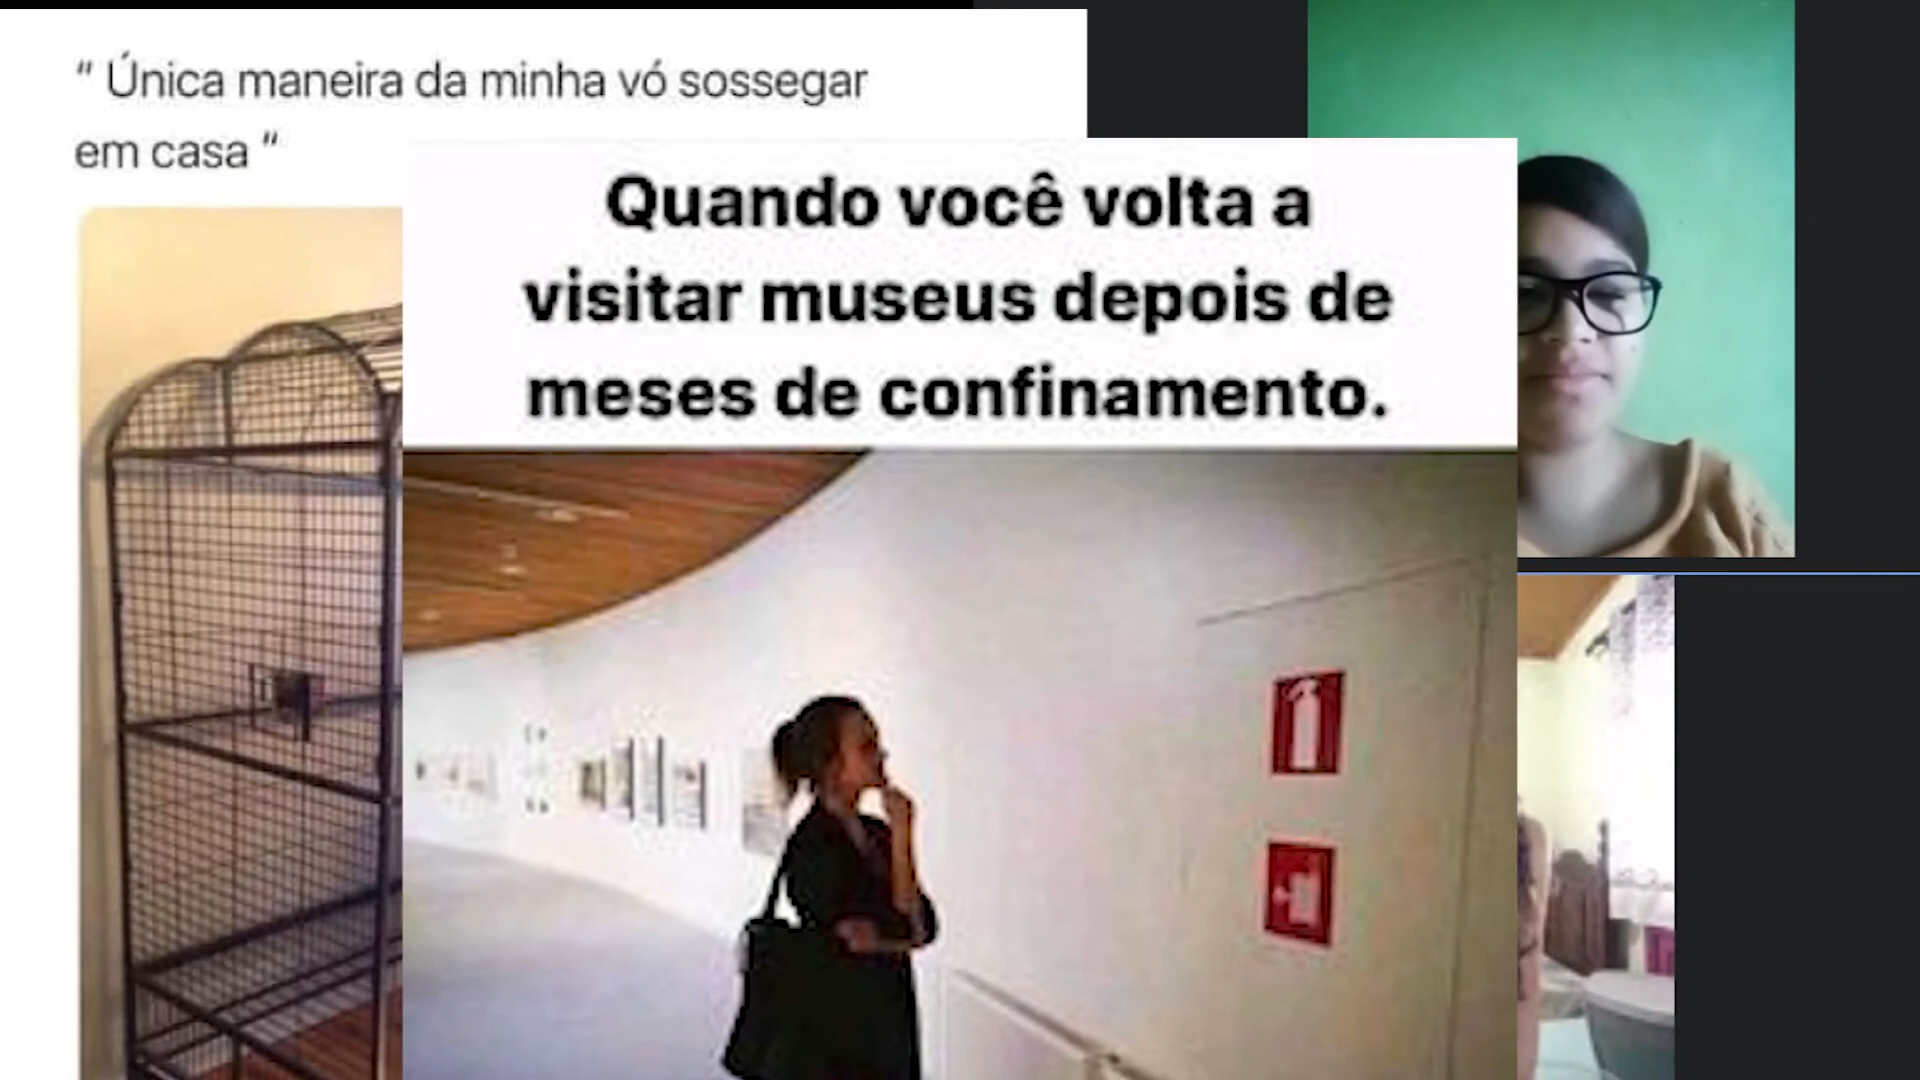 “ Única maneira da minha vó sossegar
em casa “
Quando você volta a
visitar museus depois de
meses de confinamento.